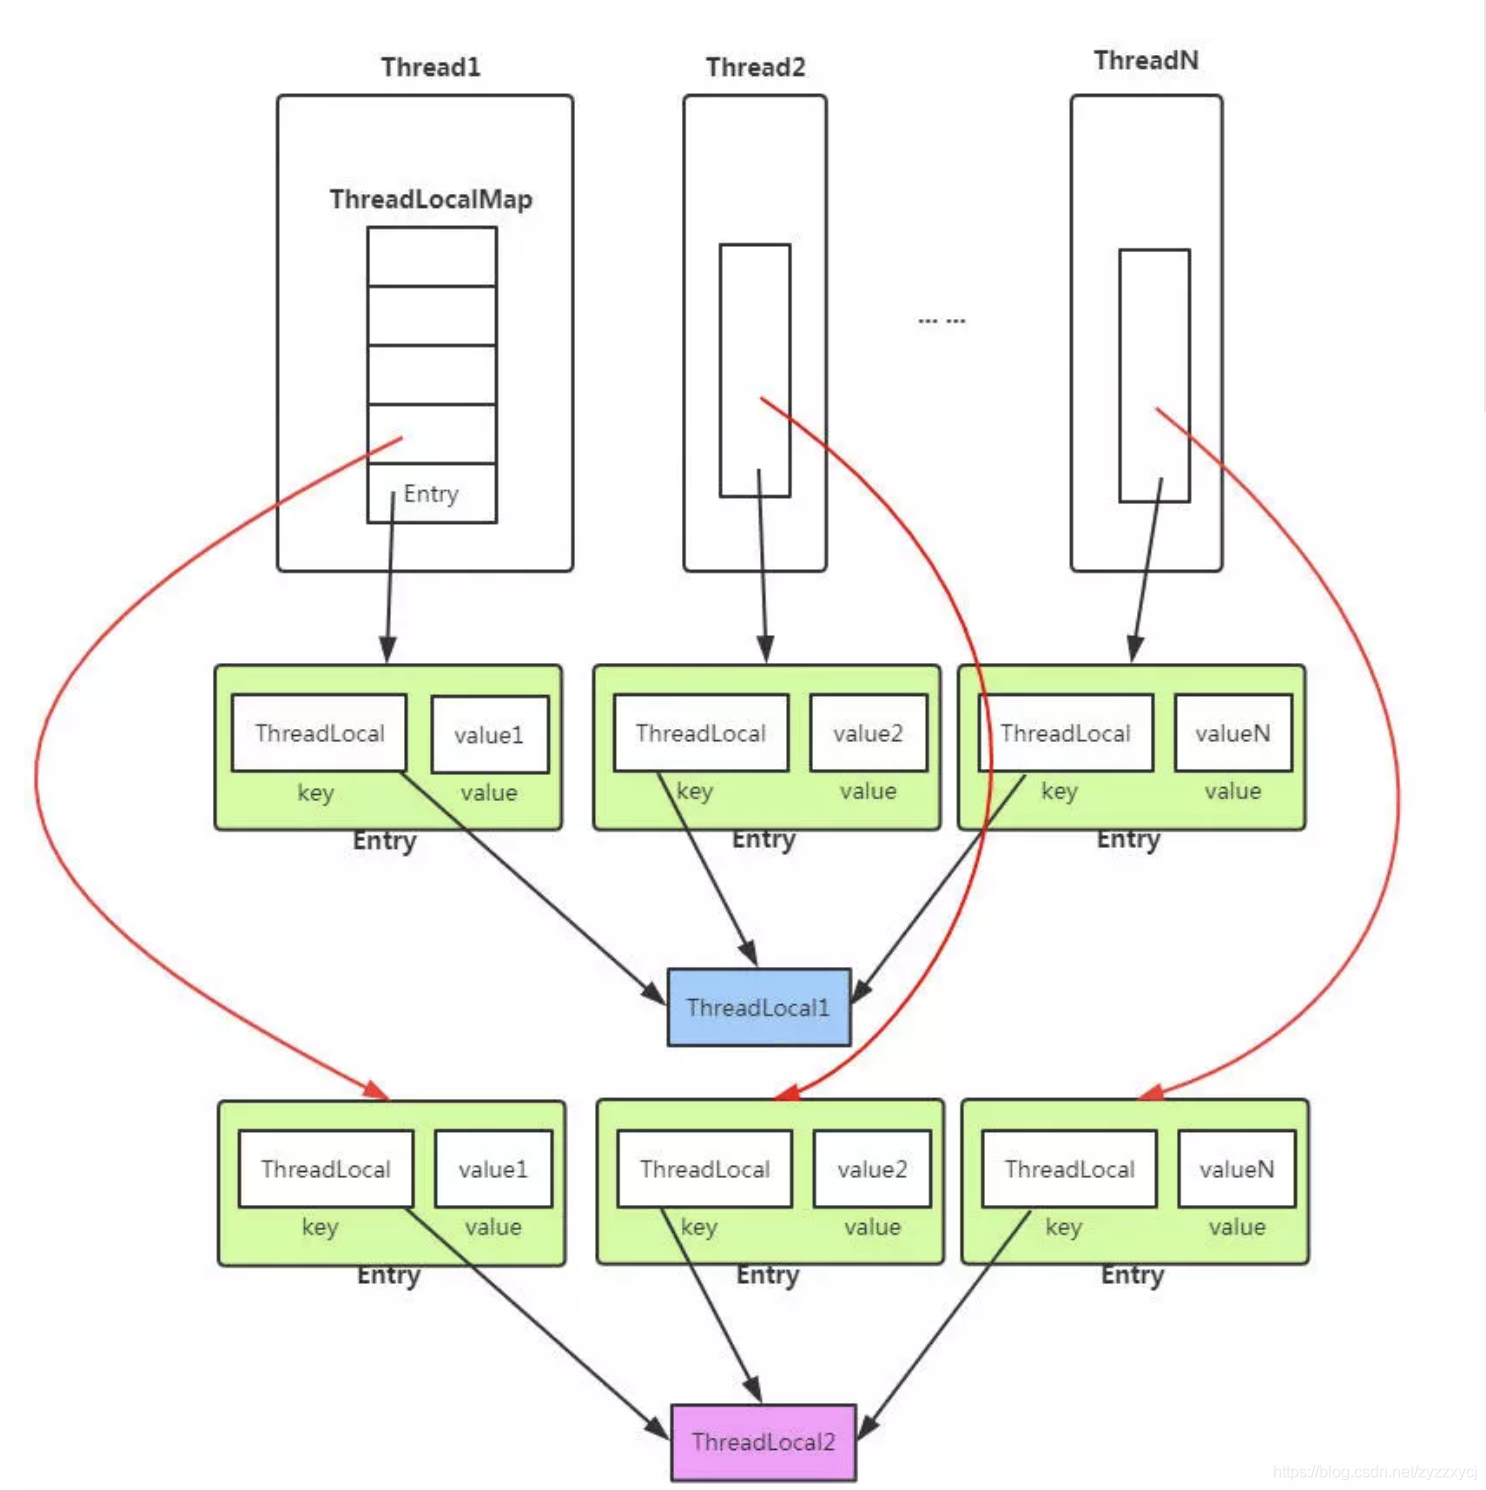 Thread1
Thread2
ThreadN
ThreadLocalMap
... ...
Entry
ThreadLocal
value1
ThreadLocal
value2
ThreadLocal
valueN
key
value
key
value
key
value
Entry
Entry
Entry
ThreadLocal1
ThreadLocal
value1
ThreadLocal
value2
ThreadLocal
valueN
key
value
key
value
key
value
Entry
Entry
Entry
ThreadLocal2
https://blog.csdn.net/zyzzxycj